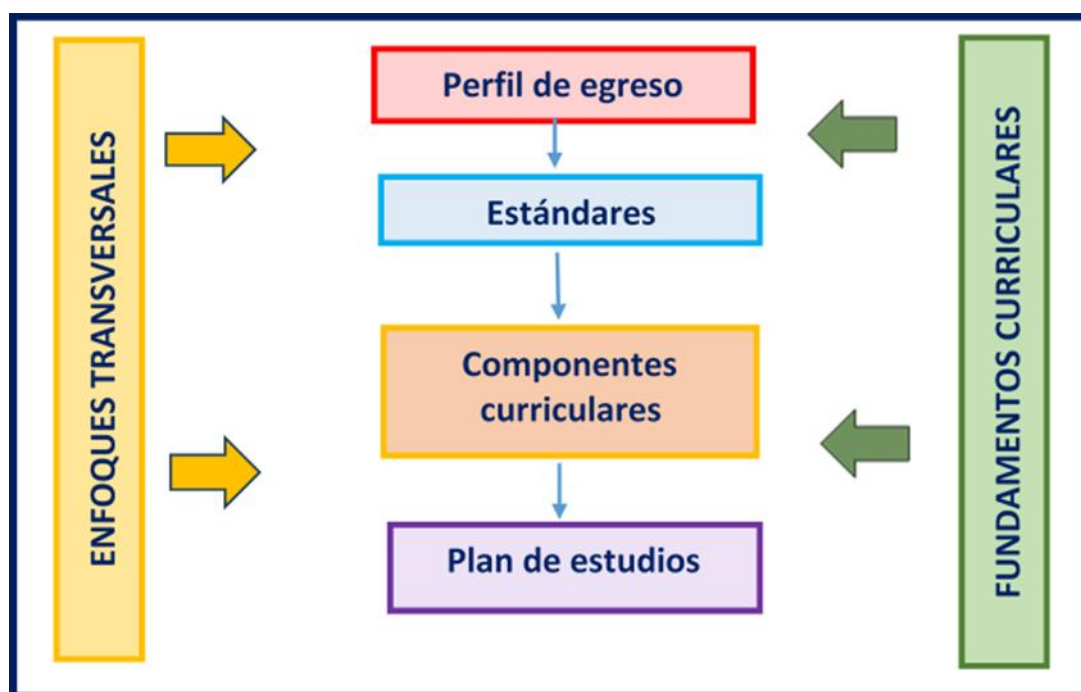 ENFOQUES TRANSVERSALES
Perfil de egreso
Estándares
Componentes
curriculares
Plan de estudios
FUNDAMENTOS CURRICULARES